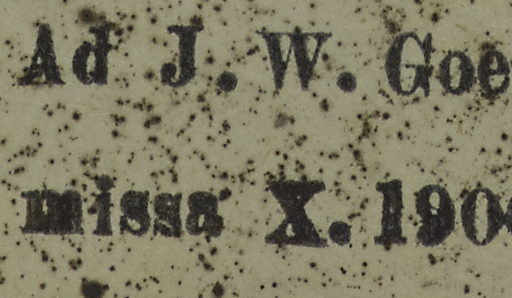 Ad J. W. Goe
missa X. 190